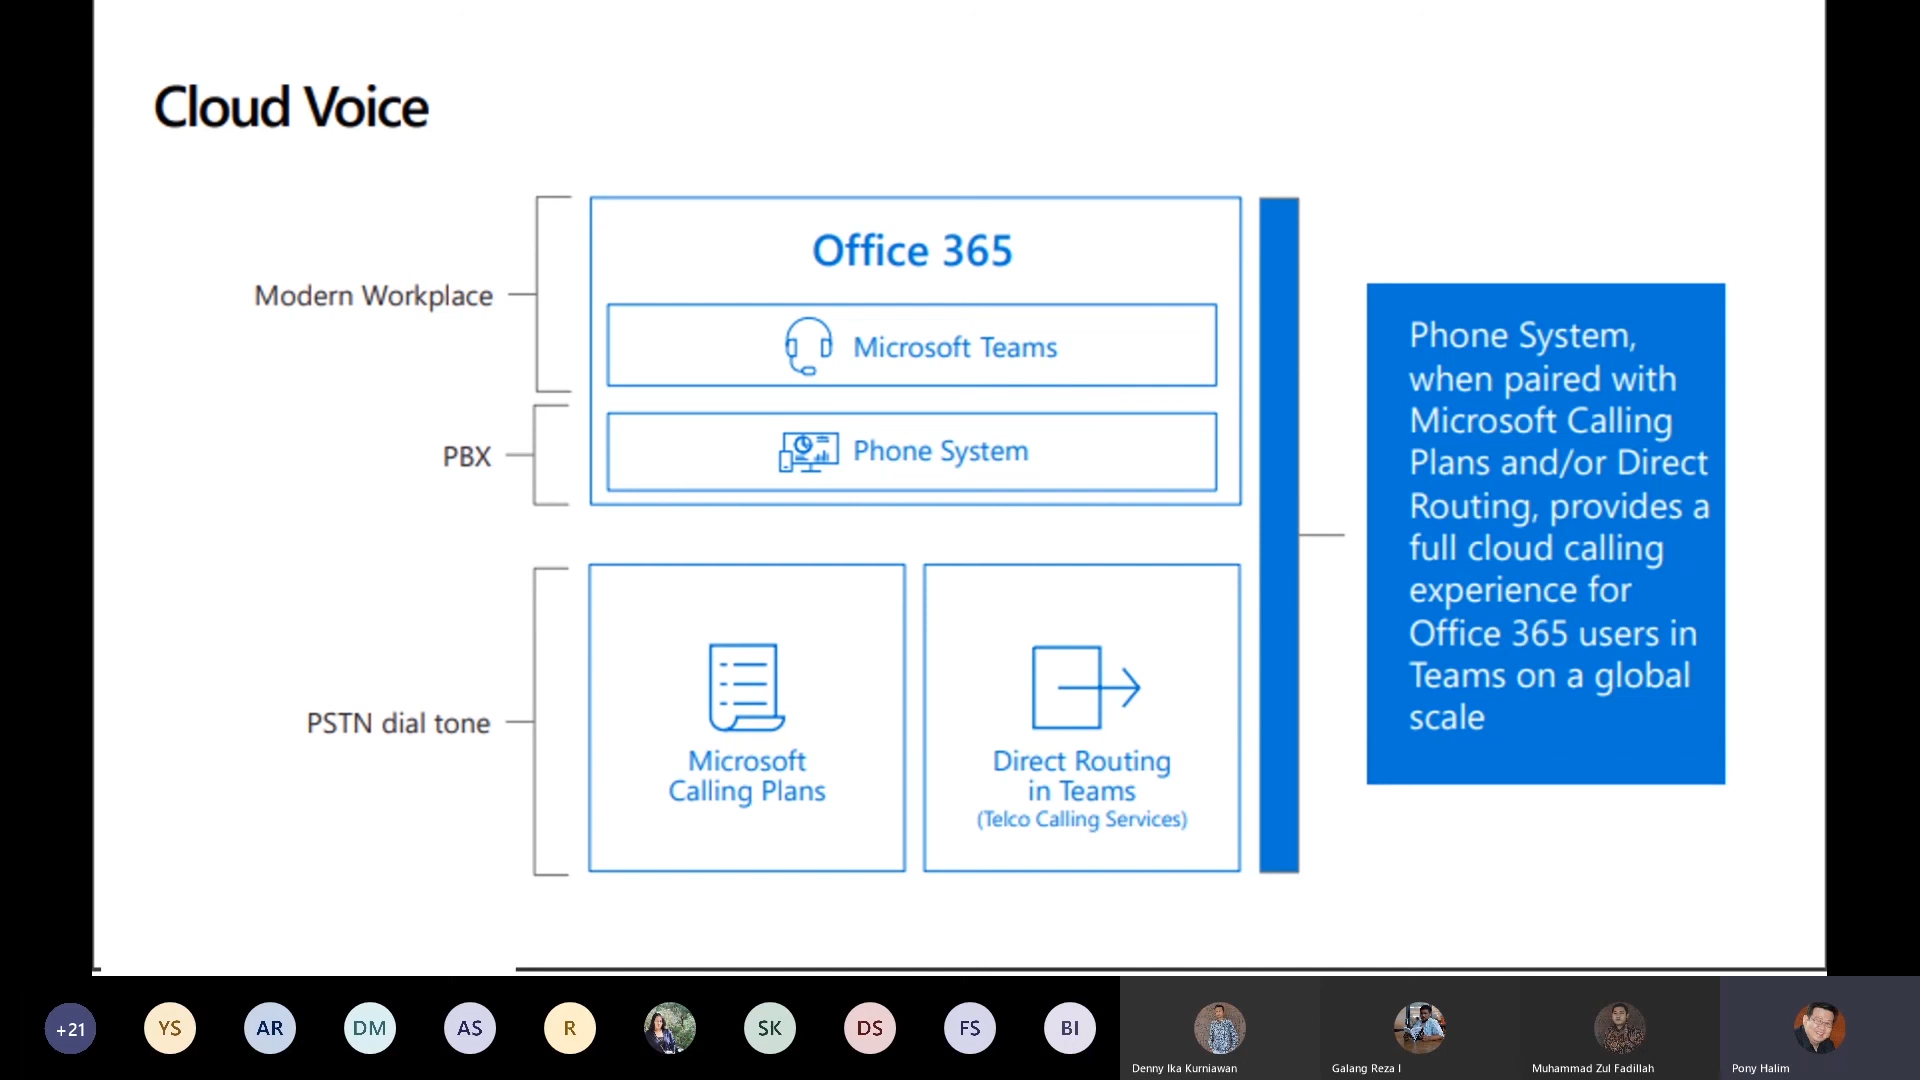 Cloud Voice
Modern Workplace
Office 365
Microsoft Teams
PBX
Phone System
PSTN dial tone
Microsoft
Calling Plans
Direct Routing
in Teams
(Telco Calling Services)
Phone System,
when paired with
Microsoft Calling
Plans and/or Direct
Routing, provides a
full cloud calling
experience for
Office 365 users in
Teams on a global
scale
+21
YS
AR
DM
AS
R
SK
DS
FS
BI
Denny Ika Kurniawan
Galang Reza I
Muhammad Zul Fadillah
Pony Halim